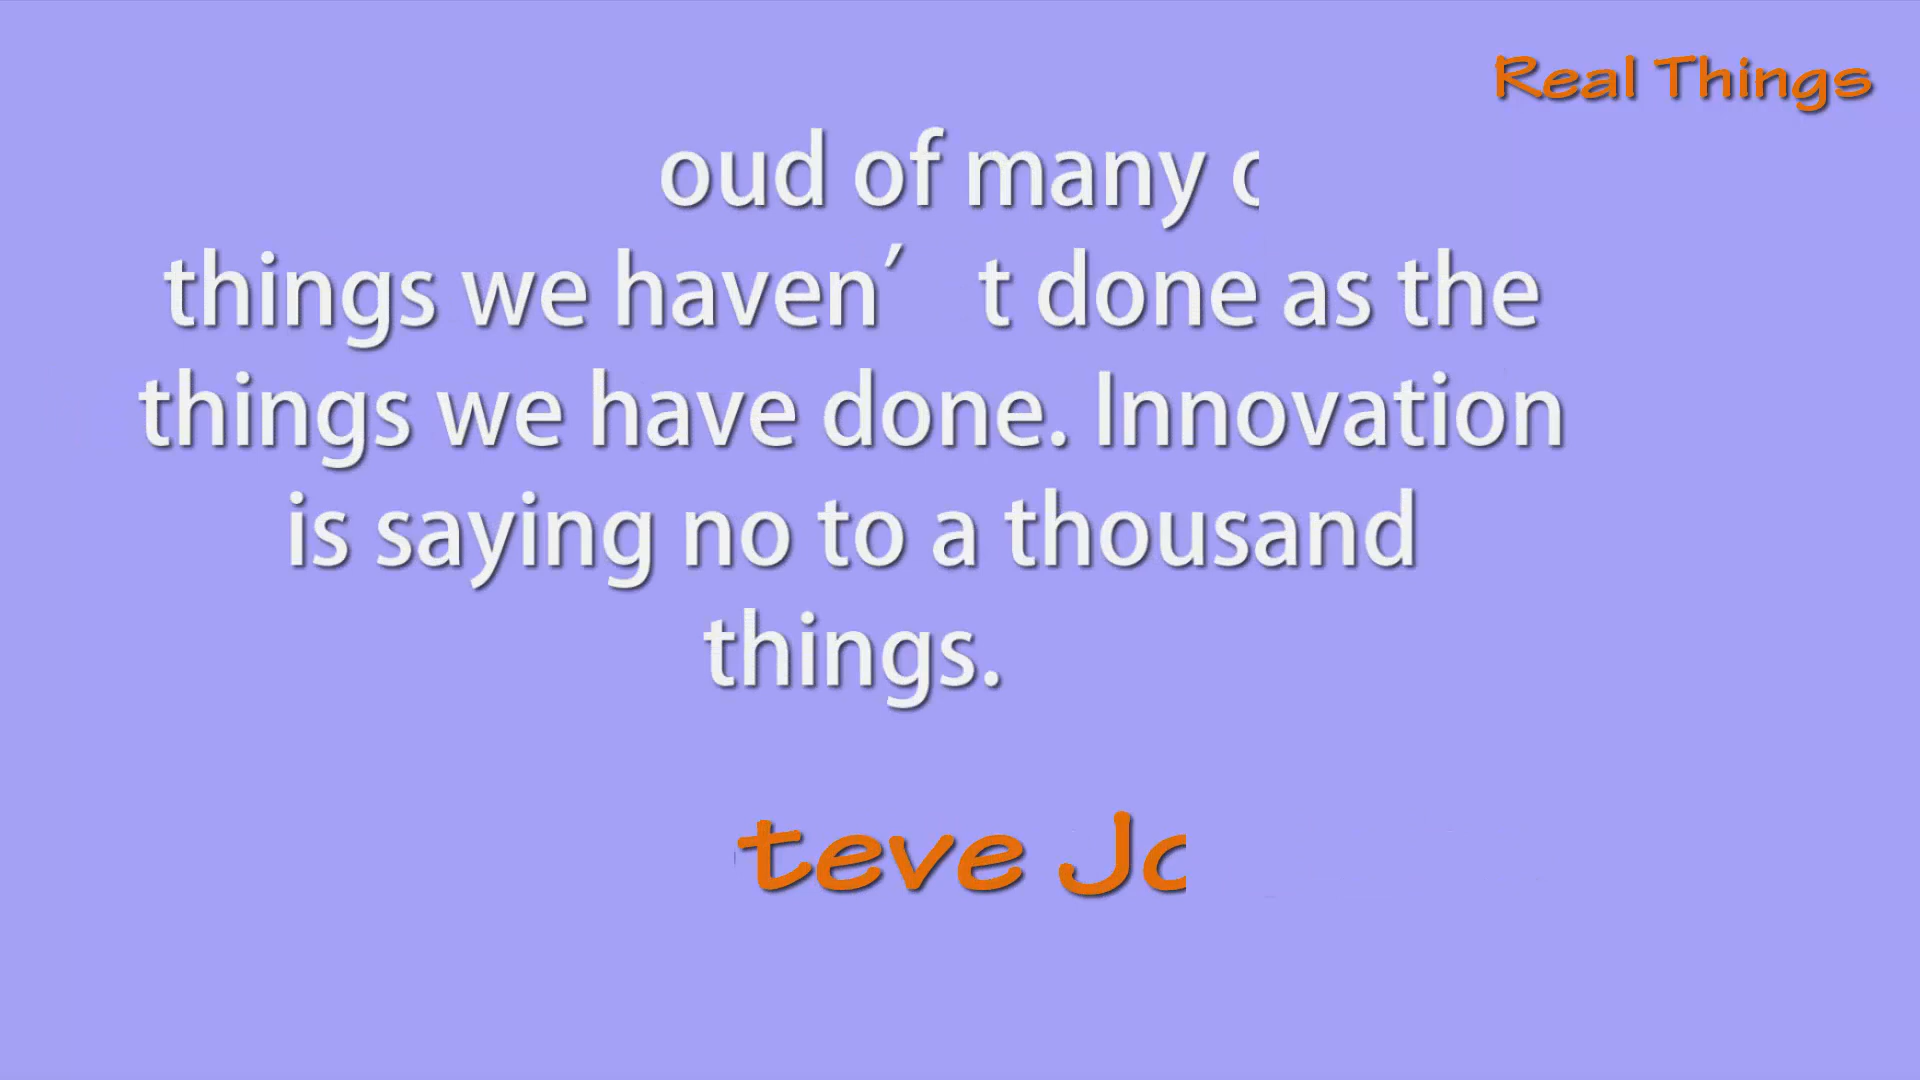 Real Things
oud of many
things we haven’ t done as the
things we have done. Innovation
is saying no to a thousand
things.
teve Jo